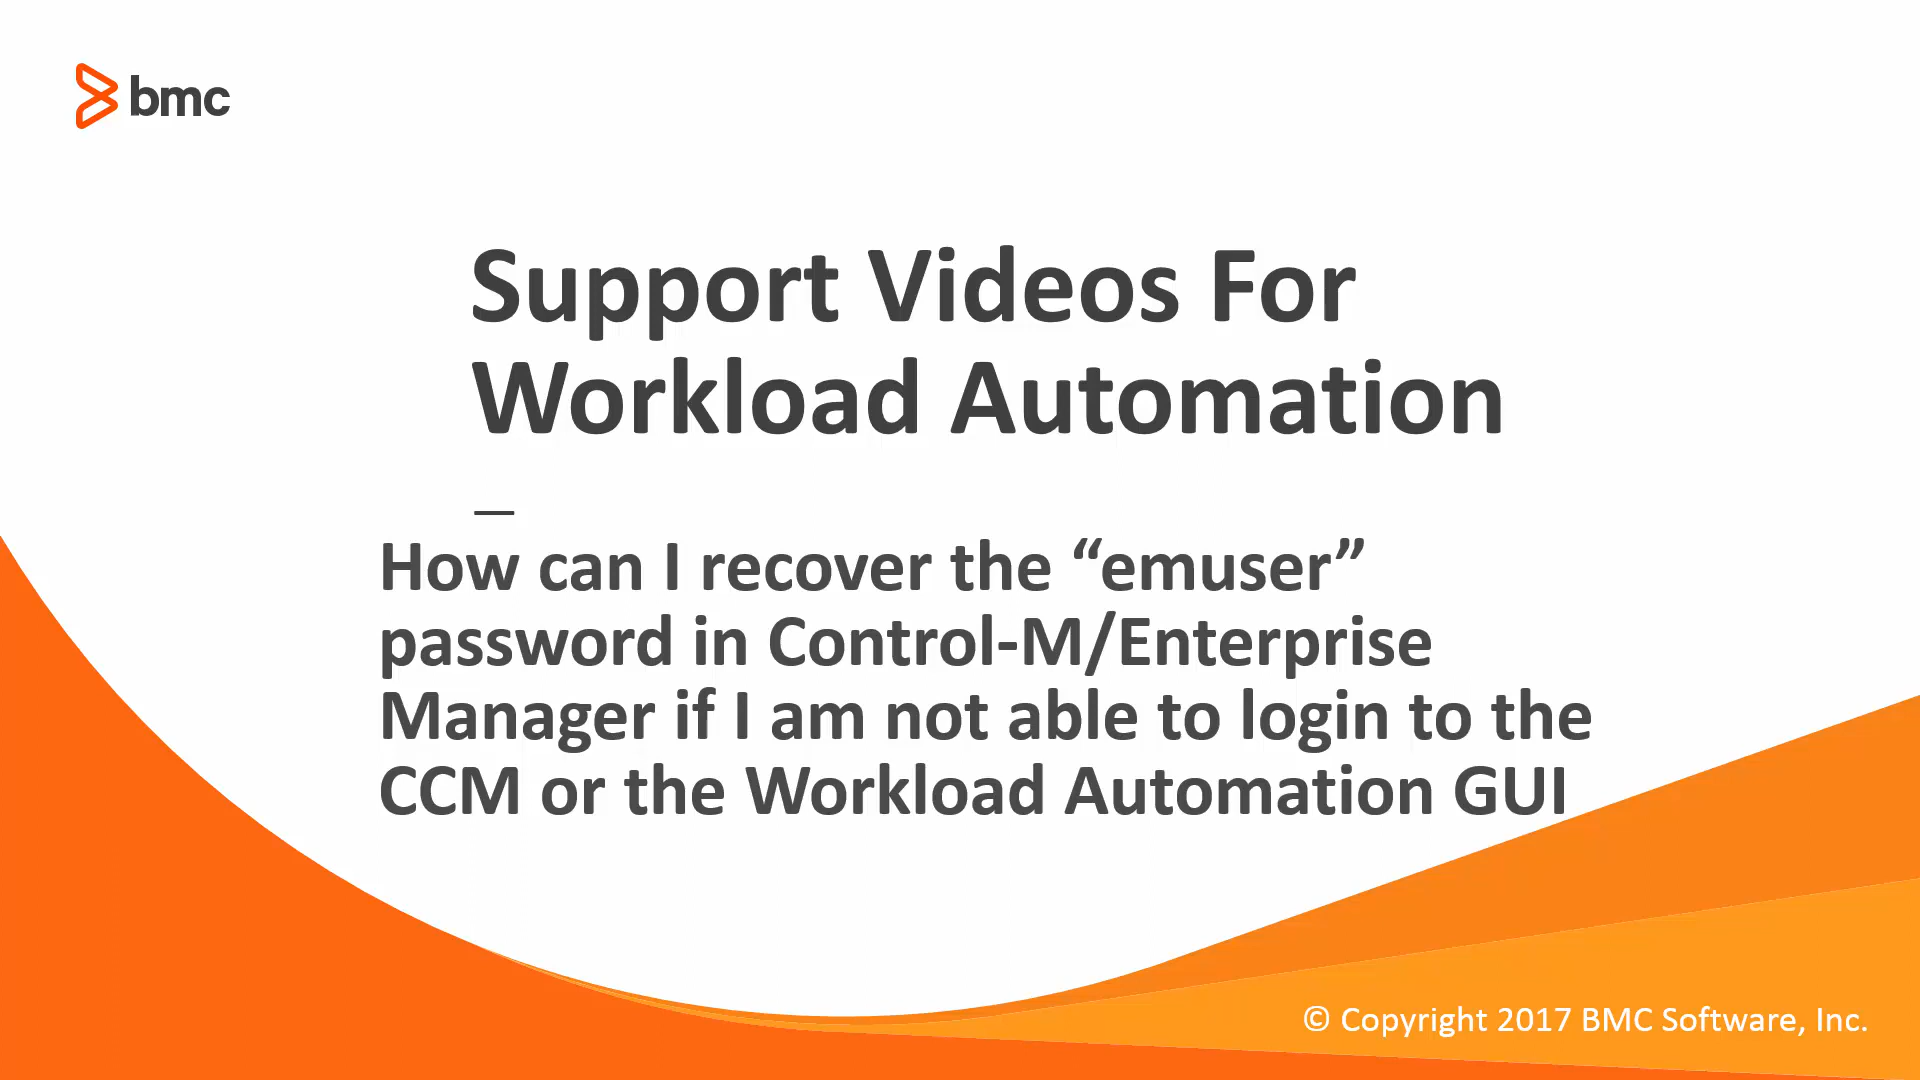 bmc
Support Videos For
Workload Automation
How can I recover the “emuser”
password in Control-M/Enterprise
Manager if I am not able to login to the
CCM or the Workload Automation GUI
© Copyright 2017 BMC Software, Inc.